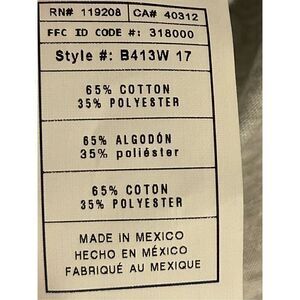 RN# 119208 CA# 40312
FFC ID CODE #: 318000
Style #: B413W 17
65% COTTON
35% POLYESTER
65% ALGODÓN
35% poliéster
65% COTON
35% POLYESTER
MADE IN MEXICO
HECHO EN MÉXICO
FABRIQUÉ AU MEXIQUE